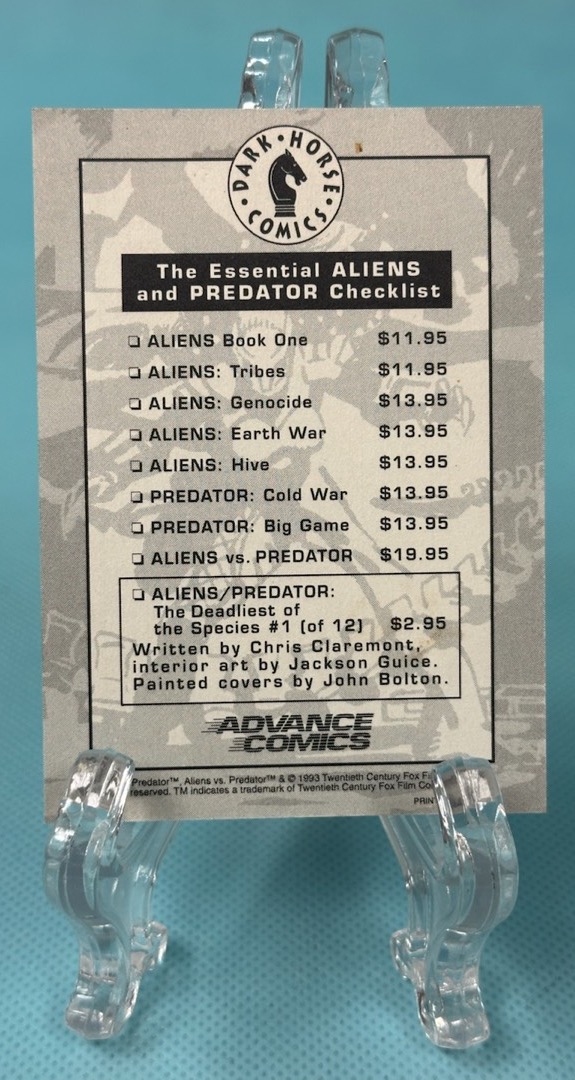 DARK • HORSE • COMICS •
The Essential ALIENS
and PREDATOR Checklist
❏ ALIENS Book One $11.95
❏ ALIENS: Tribes $11.95
❏ ALIENS: Genocide $13.95
❏ ALIENS: Earth War $13.95
❏ ALIENS: Hive $13.95
❏ PREDATOR: Cold War $13.95
❏ PREDATOR: Big Game $13.95
❏ ALIENS vs. PREDATOR $19.95
❏ ALIENS/PREDATOR:
The Deadliest of
the Species #1 (of 12) $2.95
Written by Chris Claremont,
interior art by Jackson Guice.
Painted covers by John Bolton.
ADVANCE
COMICS
Predator™, Aliens vs. Predator™ & © 1993 Twentieth Century Fox
reserved. TM indicates a trademark of Twentieth Century Fox Film